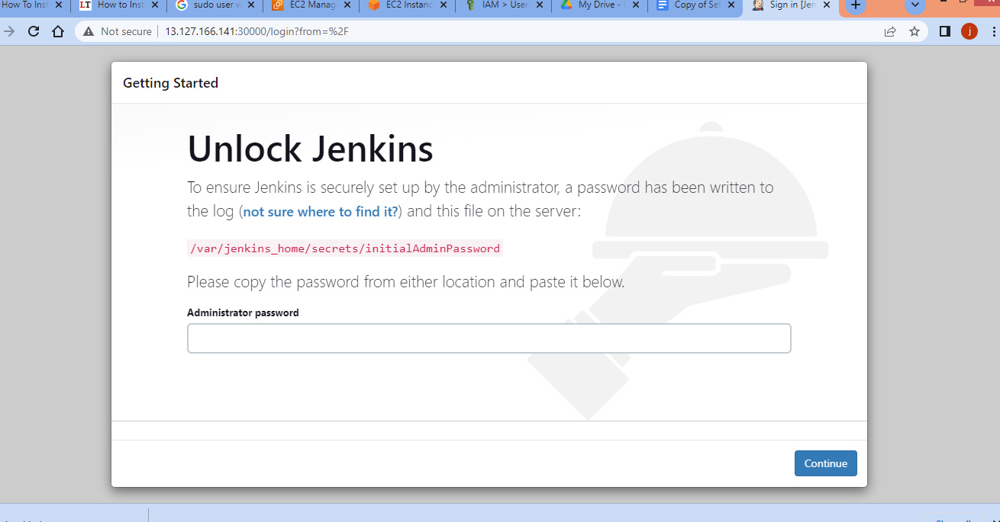 How To Inst
LT
How to Inst
sudo user w
EC2 Manag
EC2 Instanc
IAM > User
My Drive -
Copy of Set
Sign in [Jen
Not secure
13.127.166.141:30000/login?from=%2F
j
Getting Started
Unlock Jenkins
To ensure Jenkins is securely set up by the administrator, a password has been written to
the log (not sure where to find it?) and this file on the server:
/var/jenkins_home/secrets/initialAdminPassword
Please copy the password from either location and paste it below.
Administrator password
Continue